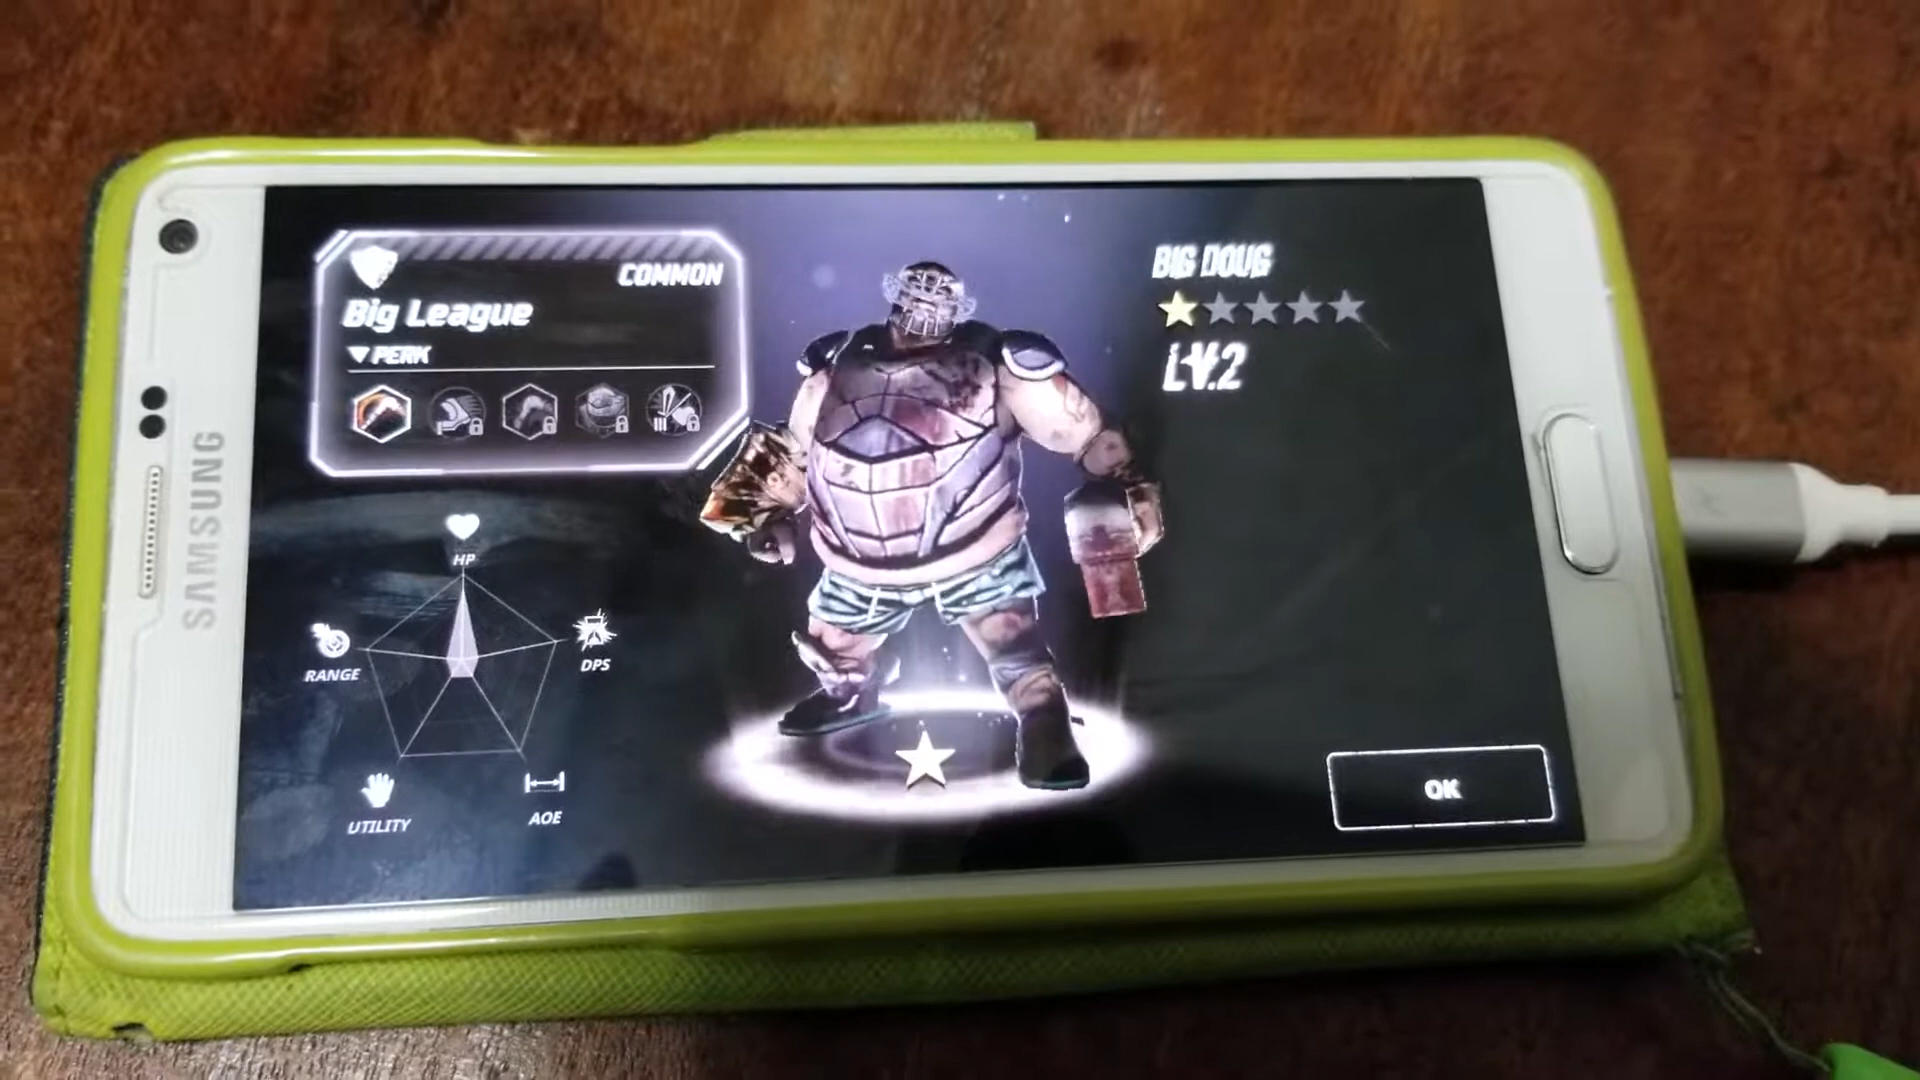 SAMSUNG
COMMON
Big League
PERK
HP
RANGE
DPS
UTILITY
AOE
BIG DOUG
LV.2
OK